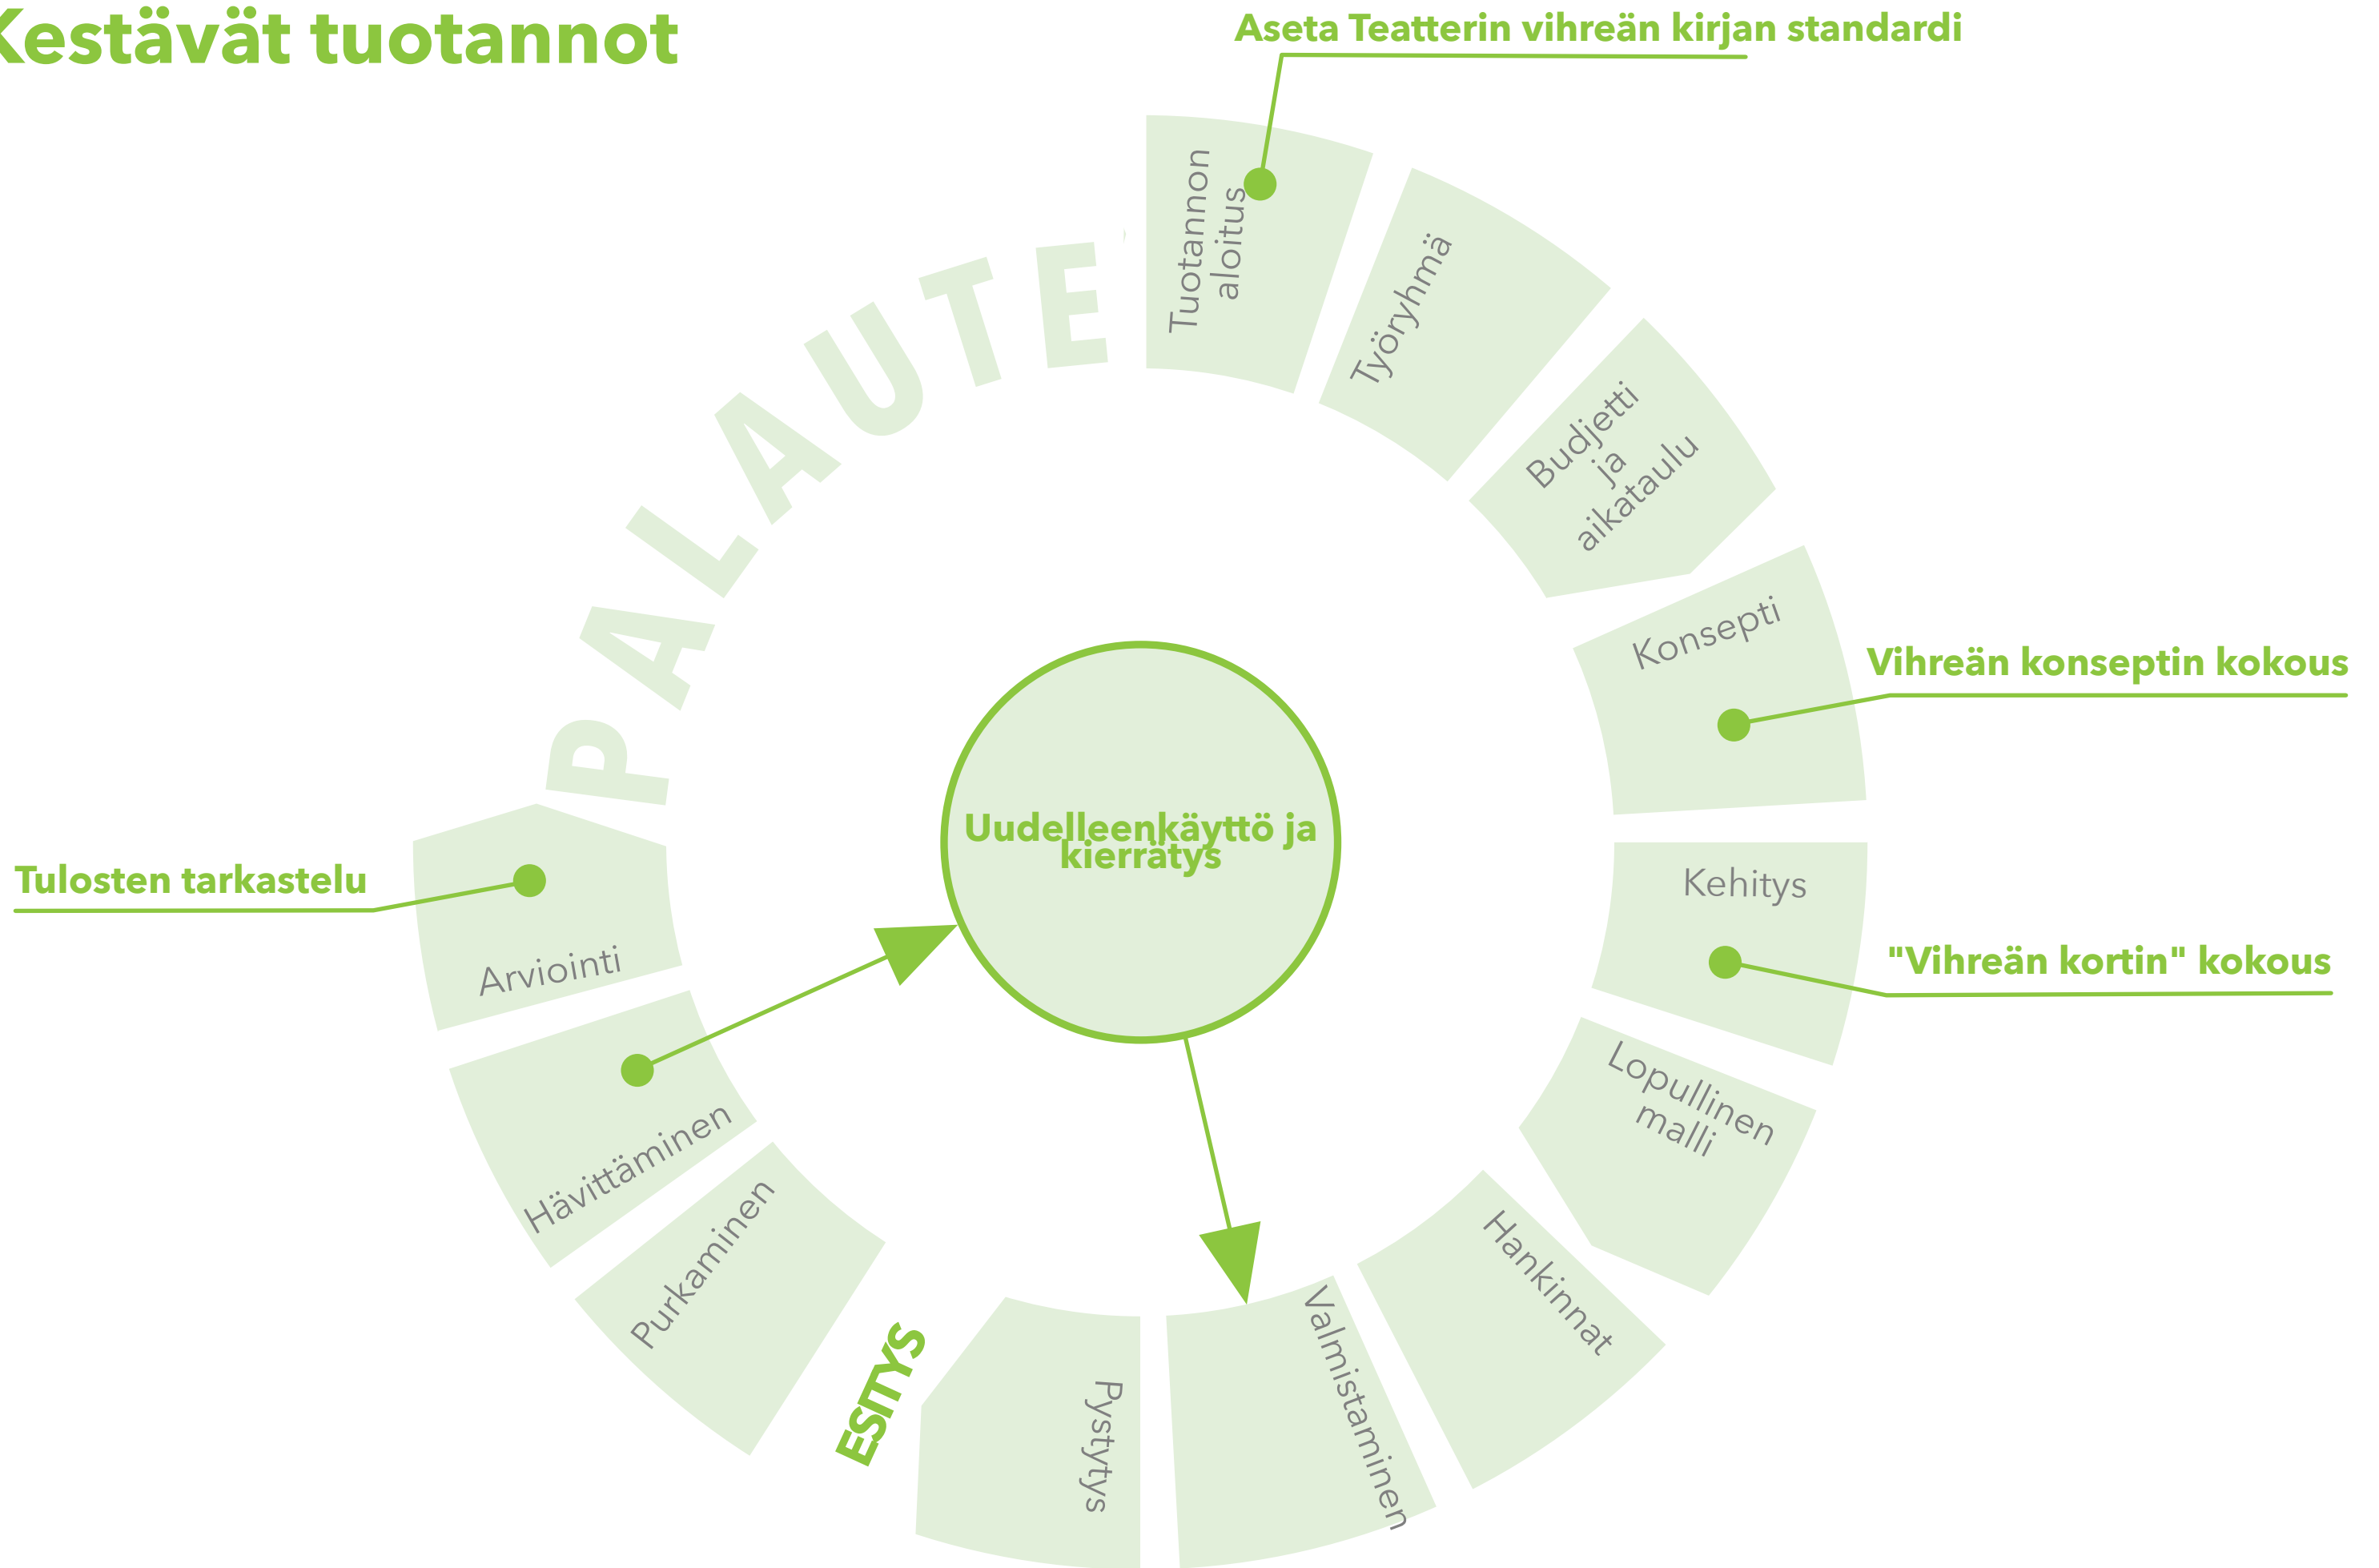 Kestävät tuotannot
Aseta Teatterin vihreän kirjan standardi
Tuotannon
aloitus
Työryhmä
Budjetti
ja
aikataulu
Konsepti
Vihreän konseptin kokous
Kehitys
"Vihreän kortin" kokous
Lopullinen
malli
Hankinnat
Valmistaminen
Pystytys
ESITYS
Purkaminen
Hävittäminen
Arviointi
Tulosten tarkastelu
PALAUTE
Uudelleenkäyttö ja
kierrätys